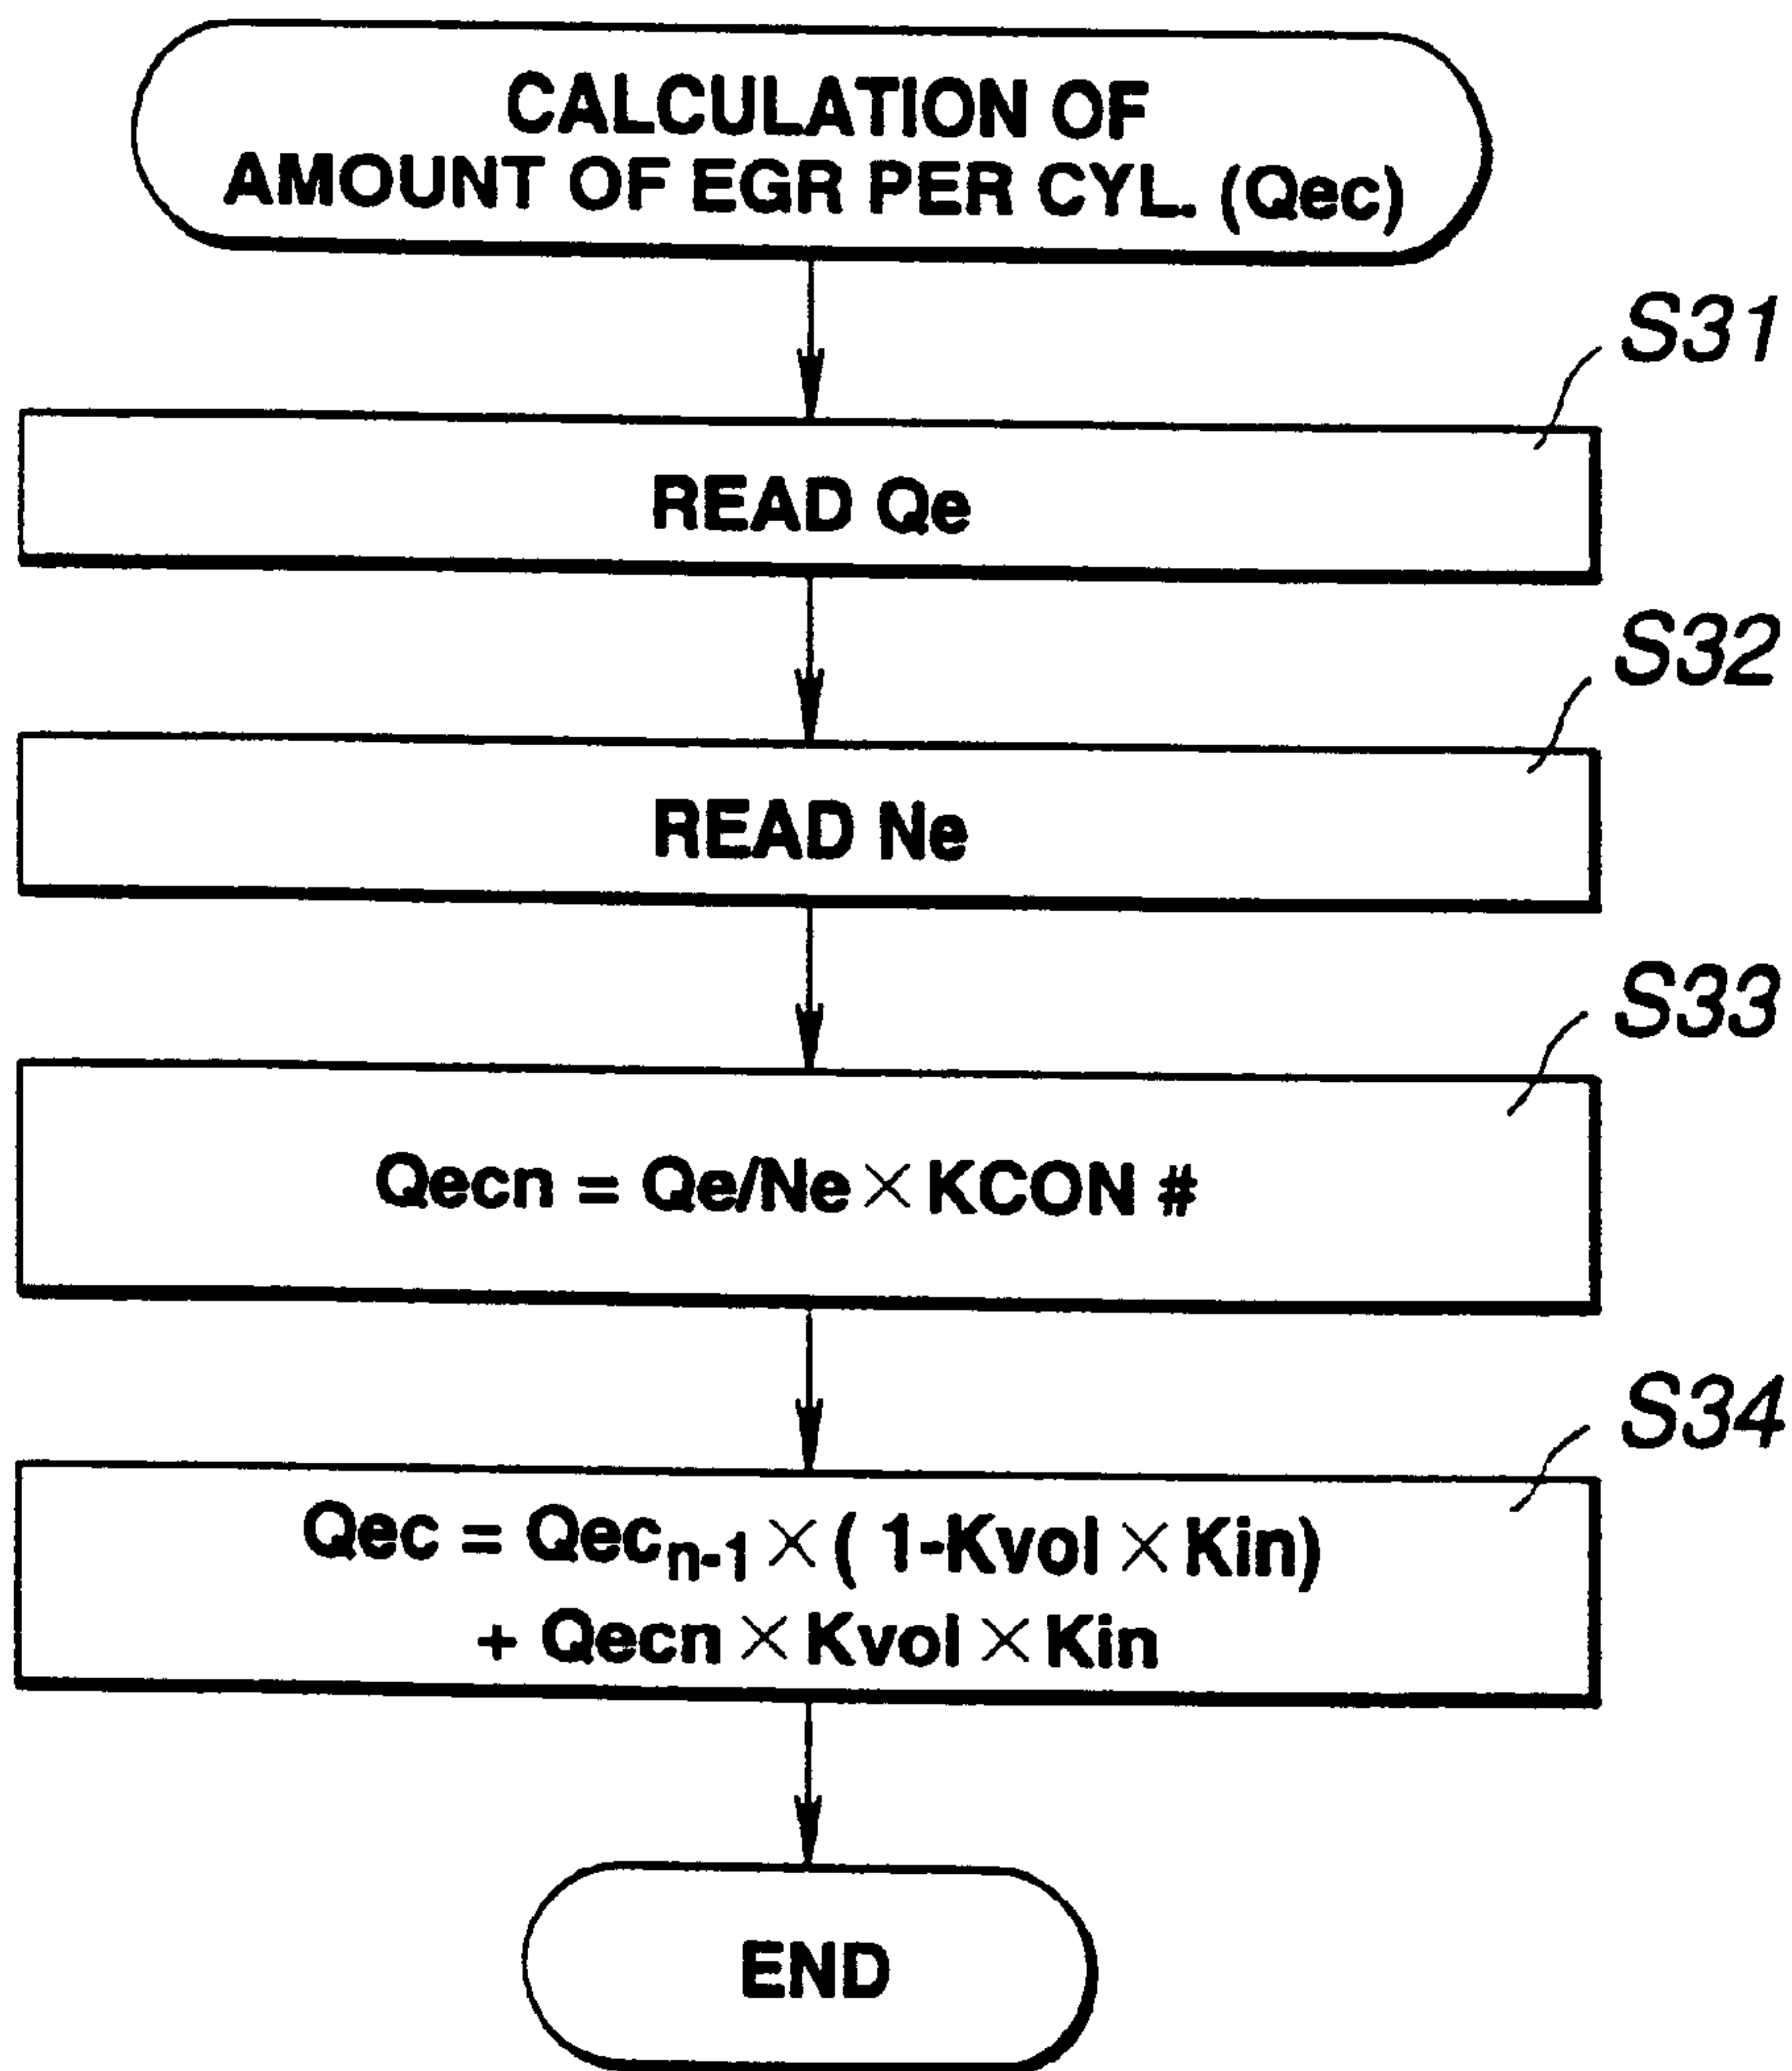 CALCULATION OF
AMOUNT OF EGR PER CYL. (Qec)
S31
READ Qe
S32
READ Ne
S33
Qecn = Qe/Ne × KCON #
S34
Qec = Qecₙ₋₁ × ( 1-Kvol × Kin)
+ Qecn × Kvol × Kin
END